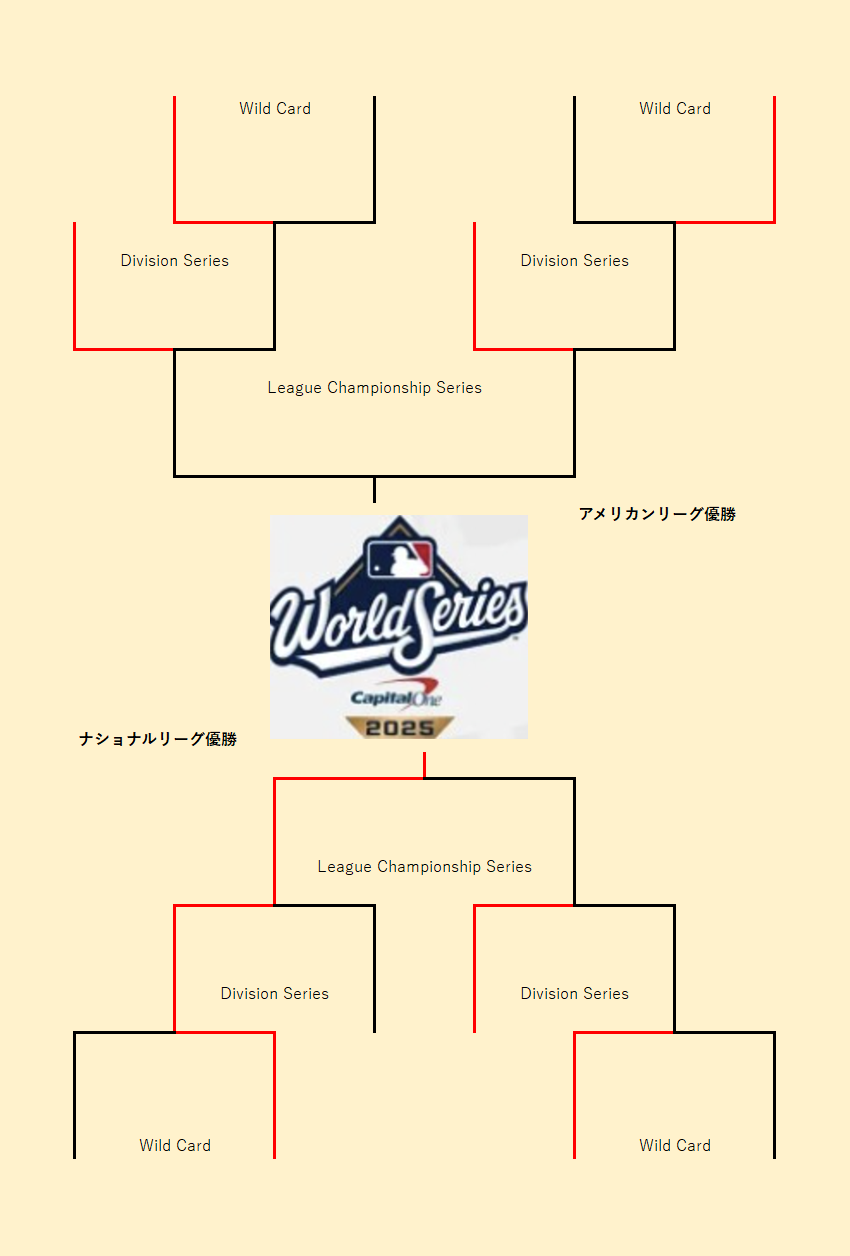 Wild Card
Wild Card
Division Series
Division Series
League Championship Series
アメリカンリーグ優勝
World Series
Capital One
2025
ナショナルリーグ優勝
League Championship Series
Division Series
Division Series
Wild Card
Wild Card